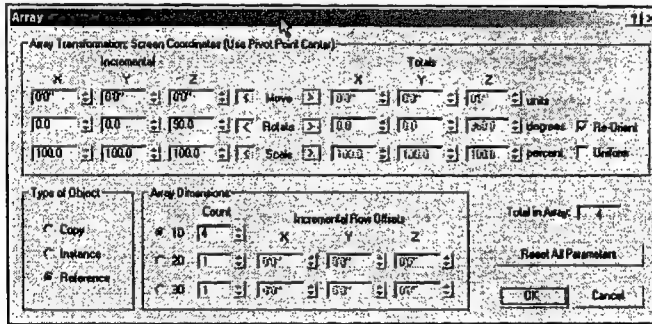 Array
Array Transformation: Screen Coordinates (Use Pivot Point Center)
Incremental Totals
X Y Z X Y Z
0'0" 0'0" 0'0" < Move > 0'0" 0'0" 0'0" units
0.0 0.0 90.0 < Rotate > 0.0 0.0 360.0 degrees Re-Orient
100.0 100.0 100.0 < Scale > 100.0 100.0 100.0 percent Uniform
Type of Object
Copy
Instance
Reference
Array Dimensions
Count
Incremental Row Offsets
X Y Z
1D 4
2D 1 0'0" 0'0" 0'0"
3D 1 0'0" 0'0" 0'0"
Total in Array: 4
Reset All Parameters
OK Cancel